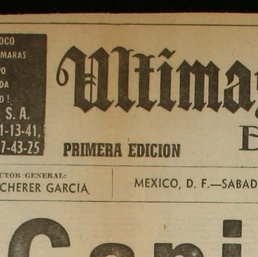 OCO
MARAS
PO
DA
O !
S. A.
1-13-41,
7-43-25
Ultima
PRIMERA EDICION
E
CTOR GENERAL:
CHERER GARCIA
MEXICO, D. F.—SABAD
Capi